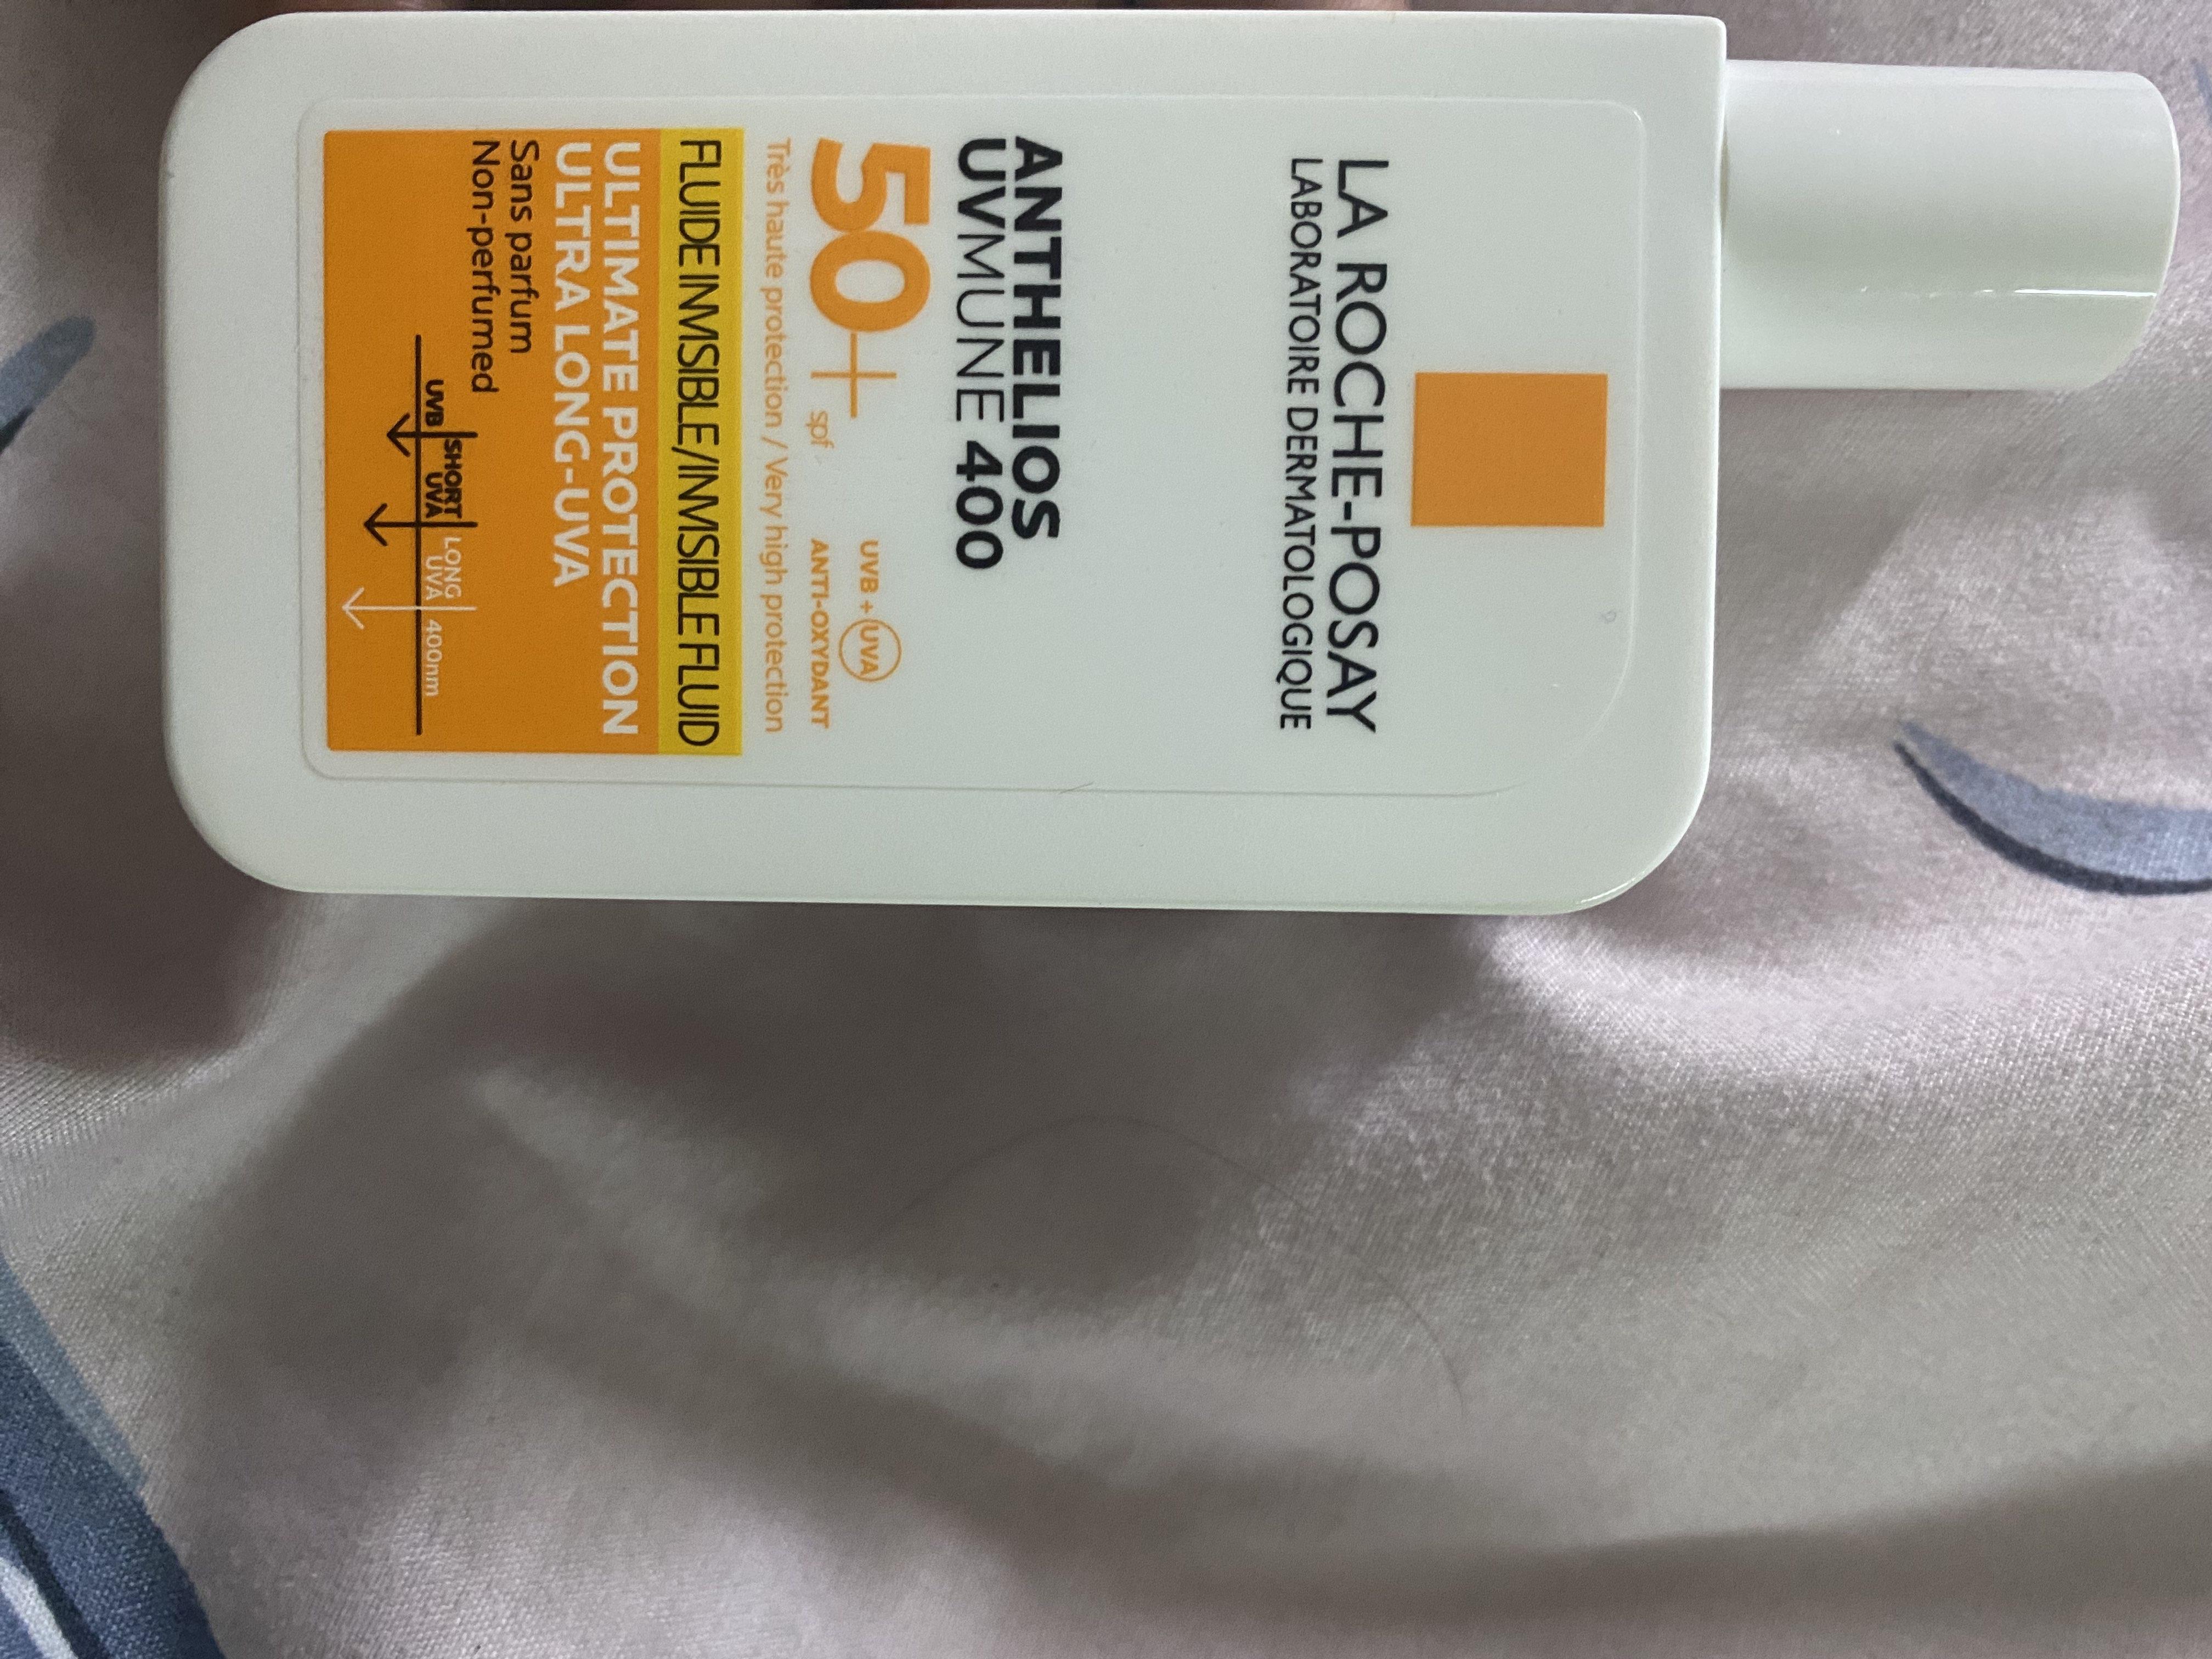 LA ROCHE-POSAY
LABORATOIRE DERMATOLOGIQUE
ANTHELIOS
UVMUNE 400
50+ spf
UVB + UVA
ANTI-OXYDANT
Très haute protection / Very high protection
FLUIDE INVISIBLE/INVISIBLE FLUID
ULTIMATE PROTECTION
ULTRA LONG-UVA
Sans parfum
Non-perfumed
UVB
SHORT UVA
LONG UVA
400nm